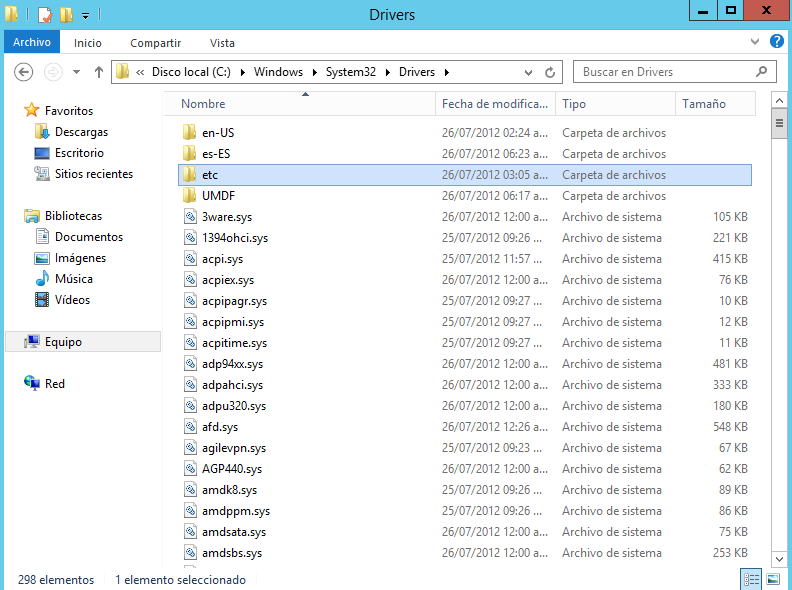 Drivers
Archivo Inicio Compartir Vista
« Disco local (C:) Windows System32 Drivers Buscar en Drivers
Nombre Fecha de modifica... Tipo Tamaño
Favoritos
Descargas
Escritorio
Sitios recientes
Bibliotecas
Documentos
Imágenes
Música
Vídeos
Equipo
Red
en-US 26/07/2012 02:24 a... Carpeta de archivos
es-ES 26/07/2012 06:23 a... Carpeta de archivos
etc 26/07/2012 03:05 a... Carpeta de archivos
UMDF 26/07/2012 06:17 a... Carpeta de archivos
3ware.sys 26/07/2012 12:00 a... Archivo de sistema 105 KB
1394ohci.sys 25/07/2012 09:26 ... Archivo de sistema 221 KB
acpi.sys 25/07/2012 11:57 ... Archivo de sistema 415 KB
acpiex.sys 26/07/2012 12:00 a... Archivo de sistema 76 KB
acpipagr.sys 25/07/2012 09:27 ... Archivo de sistema 10 KB
acpipmi.sys 25/07/2012 09:27 ... Archivo de sistema 12 KB
acpitime.sys 25/07/2012 09:27 ... Archivo de sistema 11 KB
adp94xx.sys 26/07/2012 12:00 a... Archivo de sistema 481 KB
adpahci.sys 26/07/2012 12:00 a... Archivo de sistema 333 KB
adpu320.sys 26/07/2012 12:00 a... Archivo de sistema 180 KB
afd.sys 26/07/2012 12:26 a... Archivo de sistema 548 KB
agilevpn.sys 25/07/2012 09:23 ... Archivo de sistema 67 KB
AGP440.sys 26/07/2012 12:00 a... Archivo de sistema 62 KB
amdk8.sys 25/07/2012 09:26 ... Archivo de sistema 89 KB
amdppm.sys 25/07/2012 09:26 ... Archivo de sistema 86 KB
amdsata.sys 26/07/2012 12:00 a... Archivo de sistema 75 KB
amdsbs.sys 26/07/2012 12:00 a... Archivo de sistema 253 KB
298 elementos 1 elemento seleccionado